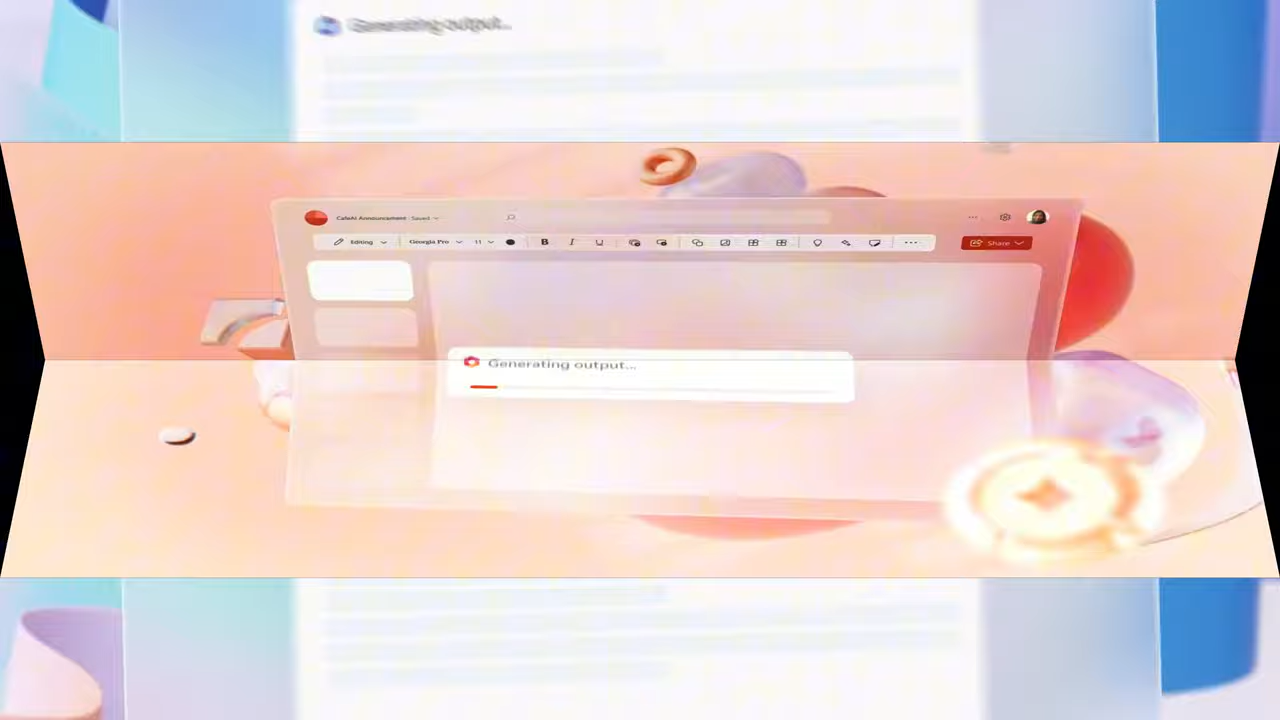 Generating output...
CafeAI Announcement · Saved
Editing
Georgia Pro
11
B
I
U
Share
Generating output...